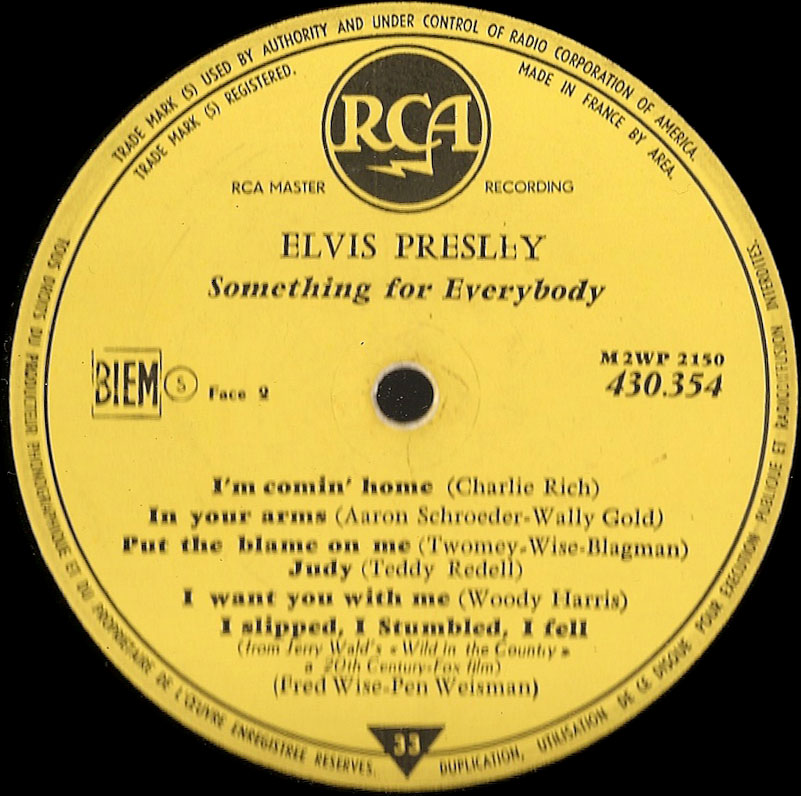 TRADE MARK (S) USED BY AUTHORITY AND UNDER CONTROL OF RADIO CORPORATION OF AMERICA.
TRADE MARK (S) REGISTERED.
MADE IN FRANCE BY AREA.
RCA
RCA MASTER RECORDING
ELVIS PRESLEY
Something for Everybody
BIEM S Face 2
M2WP 2150
430.354
I'm comin' home (Charlie Rich)
In your arms (Aaron Schroeder-Wally Gold)
Put the blame on me (Twomey-Wise-Blagman)
Judy (Teddy Redell)
I want you with me (Woody Harris)
I slipped, I Stumbled, I fell
(from Jerry Wald's « Wild in the Country »
a 20th Century-Fox film)
(Fred Wise-Pen Weisman)
33
TOUS DROITS DU PRODUCTEUR PHONOGRAPHIQUE ET DU PROPRIETAIRE DE L'ŒUVRE ENREGISTREE RESERVES. DUPLICATION, UTILISATION DE CE DISQUE POUR EXECUTION PUBLIQUE ET RADIODIFFUSION INTERDITES.